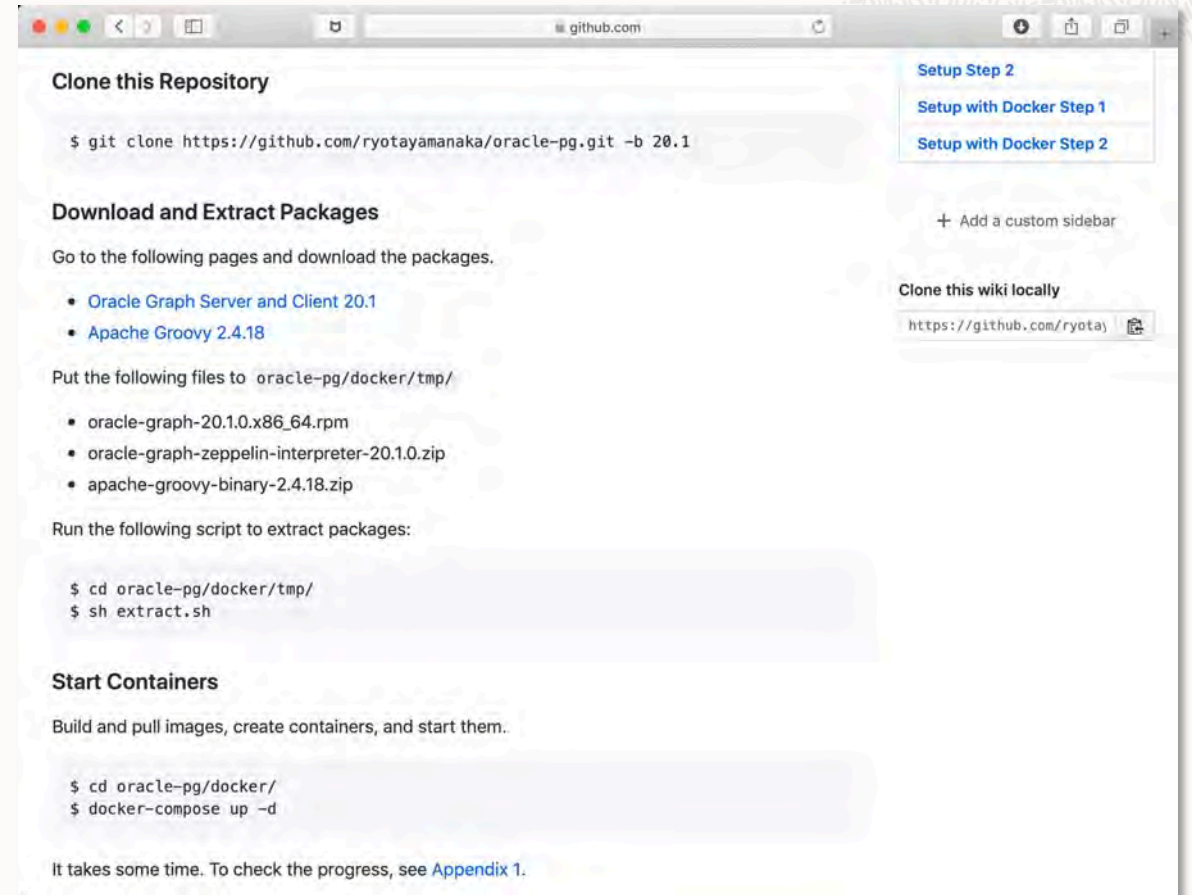 github.com
Clone this Repository
$ git clone https://github.com/ryotayamanaka/oracle-pg.git -b 20.1
Download and Extract Packages
Go to the following pages and download the packages.
• Oracle Graph Server and Client 20.1
• Apache Groovy 2.4.18
Put the following files to oracle-pg/docker/tmp/
• oracle-graph-20.1.0.x86_64.rpm
• oracle-graph-zeppelin-interpreter-20.1.0.zip
• apache-groovy-binary-2.4.18.zip
Run the following script to extract packages:
$ cd oracle-pg/docker/tmp/
$ sh extract.sh
Start Containers
Build and pull images, create containers, and start them.
$ cd oracle-pg/docker/
$ docker-compose up -d
It takes some time. To check the progress, see Appendix 1.
Setup Step 2
Setup with Docker Step 1
Setup with Docker Step 2
+ Add a custom sidebar
Clone this wiki locally
https://github.com/ryotay